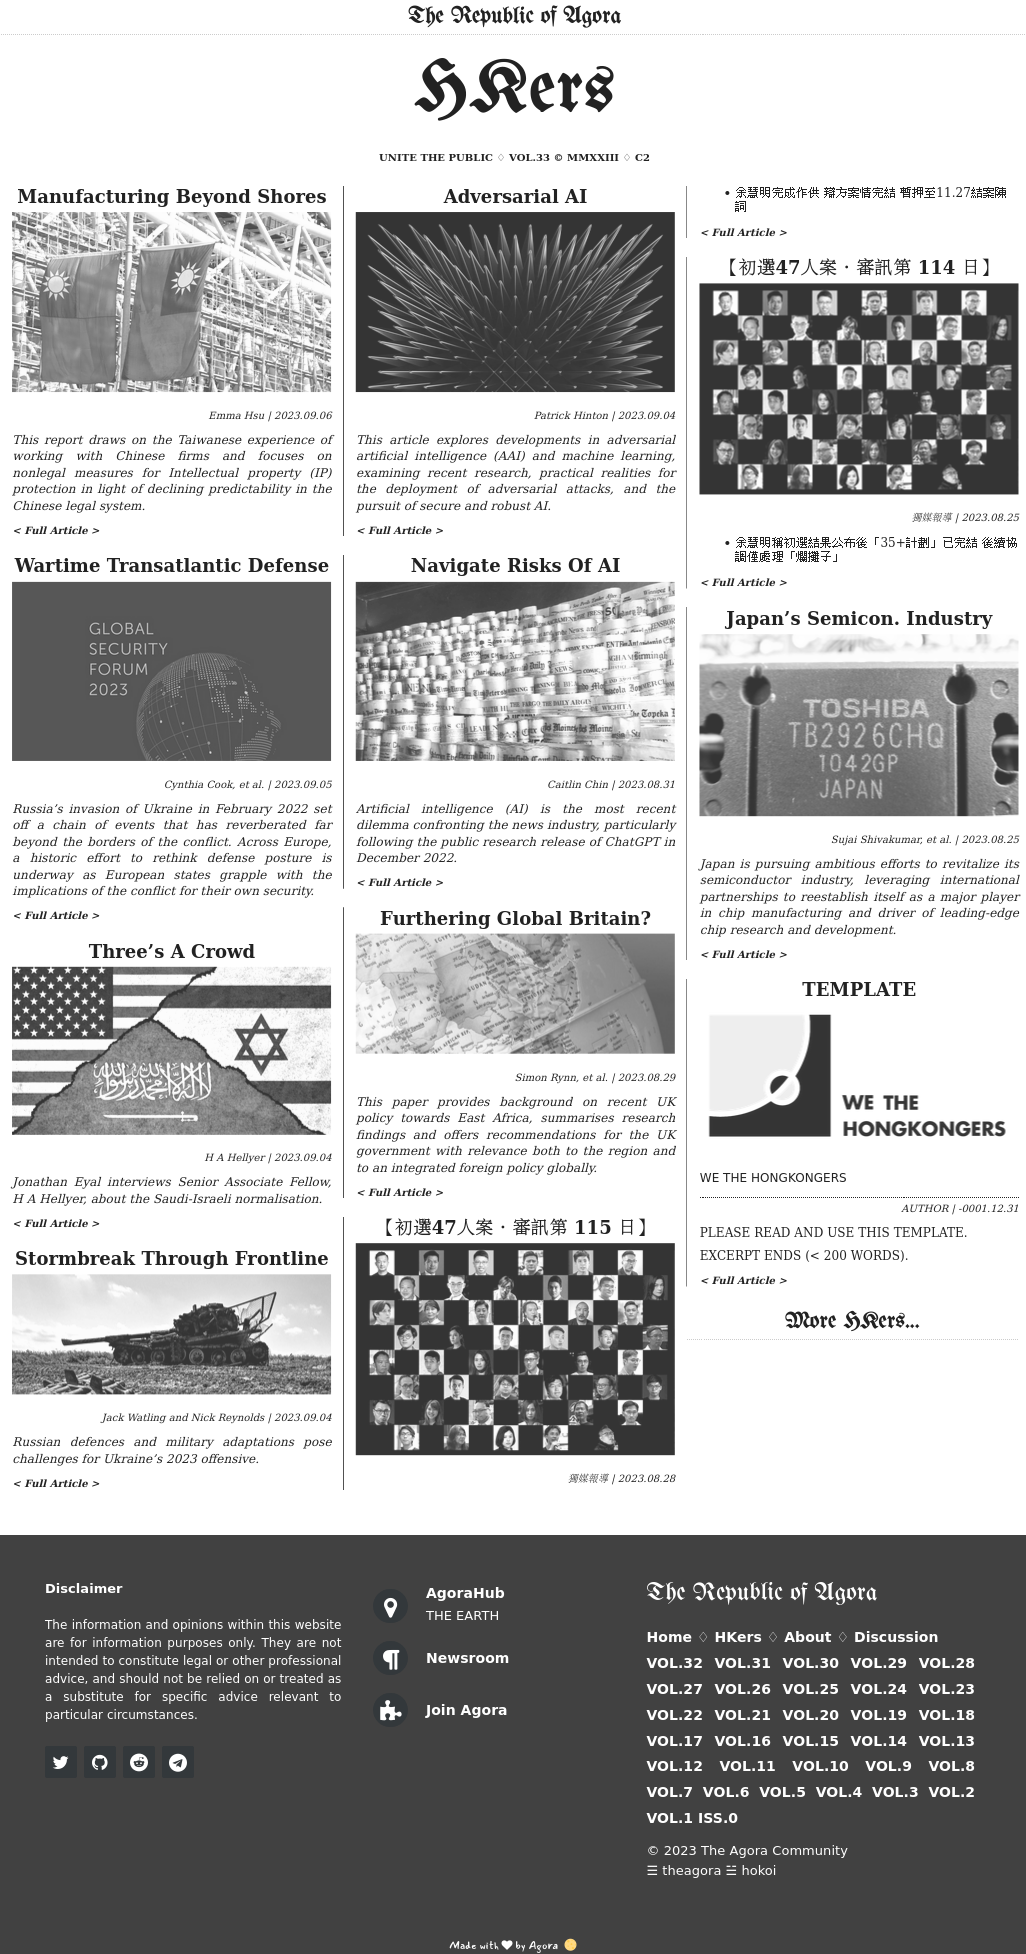 The Republic of Agora
HKers
UNITE THE PUBLIC ♢ VOL.33 © MMXXIII ♢ C2
Manufacturing Beyond Shores
Emma Hsu | 2023.09.06
This report draws on the Taiwanese experience of
working with Chinese firms and focuses on
nonlegal measures for Intellectual property (IP)
protection in light of declining predictability in the
Chinese legal system.
< Full Article >
Wartime Transatlantic Defense
GLOBAL
SECURITY
FORUM
2023
Cynthia Cook, et al. | 2023.09.05
Russia’s invasion of Ukraine in February 2022 set
off a chain of events that has reverberated far
beyond the borders of the conflict. Across Europe,
a historic effort to rethink defense posture is
underway as European states grapple with the
implications of the conflict for their own security.
< Full Article >
Three’s A Crowd
H A Hellyer | 2023.09.04
Jonathan Eyal interviews Senior Associate Fellow,
H A Hellyer, about the Saudi-Israeli normalisation.
< Full Article >
Stormbreak Through Frontline
Jack Watling and Nick Reynolds | 2023.09.04
Russian defences and military adaptations pose
challenges for Ukraine’s 2023 offensive.
< Full Article >
Adversarial AI
Patrick Hinton | 2023.09.04
This article explores developments in adversarial
artificial intelligence (AAI) and machine learning,
examining recent research, practical realities for
the deployment of adversarial attacks, and the
pursuit of secure and robust AI.
< Full Article >
Navigate Risks Of AI
Caitlin Chin | 2023.08.31
Artificial intelligence (AI) is the most recent
dilemma confronting the news industry, particularly
following the public research release of ChatGPT in
December 2022.
< Full Article >
Furthering Global Britain?
Simon Rynn, et al. | 2023.08.29
This paper provides background on recent UK
policy towards East Africa, summarises research
findings and offers recommendations for the UK
government with relevance both to the region and
to an integrated foreign policy globally.
< Full Article >
【初選47人案・審訊第 115 日】
獨媒報導 | 2023.08.28
• 余慧明完成作供 辯方案情完結 暫押至11.27結案陳
詞
< Full Article >
【初選47人案・審訊第 114 日】
獨媒報導 | 2023.08.25
• 余慧明稱初選結果公布後「35+計劃」已完結 後續協
調僅處理「爛攤子」
< Full Article >
Japan’s Semicon. Industry
TOSHIBA
TB2926CHQ
1042GP
JAPAN
Sujai Shivakumar, et al. | 2023.08.25
Japan is pursuing ambitious efforts to revitalize its
semiconductor industry, leveraging international
partnerships to reestablish itself as a major player
in chip manufacturing and driver of leading-edge
chip research and development.
< Full Article >
TEMPLATE
WE THE
HONGKONGERS
WE THE HONGKONGERS
AUTHOR | -0001.12.31
PLEASE READ AND USE THIS TEMPLATE.
EXCERPT ENDS (< 200 WORDS).
< Full Article >
More HKers...
Disclaimer
The information and opinions within this website
are for information purposes only. They are not
intended to constitute legal or other professional
advice, and should not be relied on or treated as
a substitute for specific advice relevant to
particular circumstances.
AgoraHub
THE EARTH
Newsroom
Join Agora
The Republic of Agora
Home ♢ HKers ♢ About ♢ Discussion
VOL.32 VOL.31 VOL.30 VOL.29 VOL.28
VOL.27 VOL.26 VOL.25 VOL.24 VOL.23
VOL.22 VOL.21 VOL.20 VOL.19 VOL.18
VOL.17 VOL.16 VOL.15 VOL.14 VOL.13
VOL.12 VOL.11 VOL.10 VOL.9 VOL.8
VOL.7 VOL.6 VOL.5 VOL.4 VOL.3 VOL.2
VOL.1 ISS.0
© 2023 The Agora Community
☰ theagora ☱ hokoi
Made with ♥ by Agora